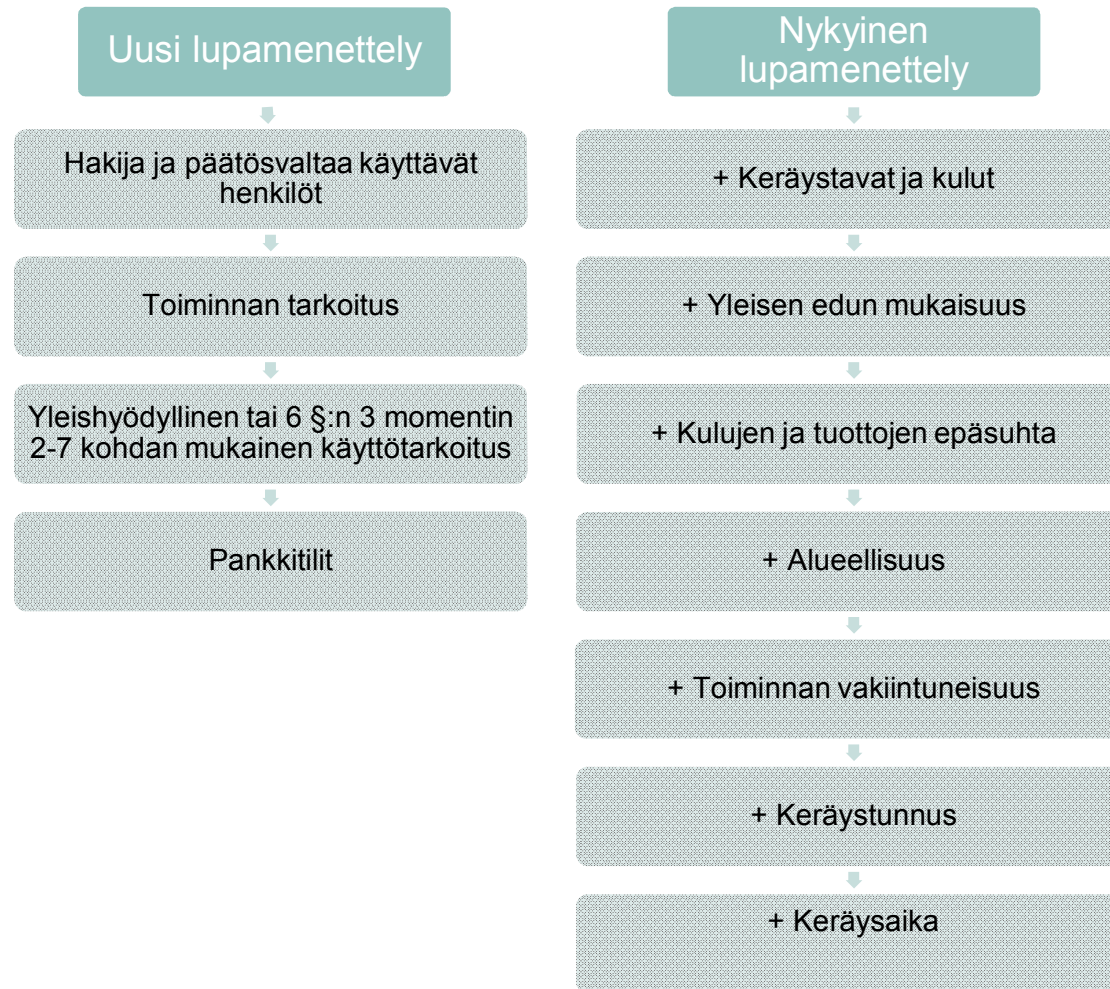 Uusi lupamenettely
Hakija ja päätösvaltaa käyttävät
henkilöt
Toiminnan tarkoitus
Yleishyödyllinen tai 6 §:n 3 momentin
2-7 kohdan mukainen käyttötarkoitus
Pankkitilit
Nykyinen
lupamenettely
+ Keräystavat ja kulut
+ Yleisen edun mukaisuus
+ Kulujen ja tuottojen epäsuhta
+ Alueellisuus
+ Toiminnan vakiintuneisuus
+ Keräystunnus
+ Keräysaika